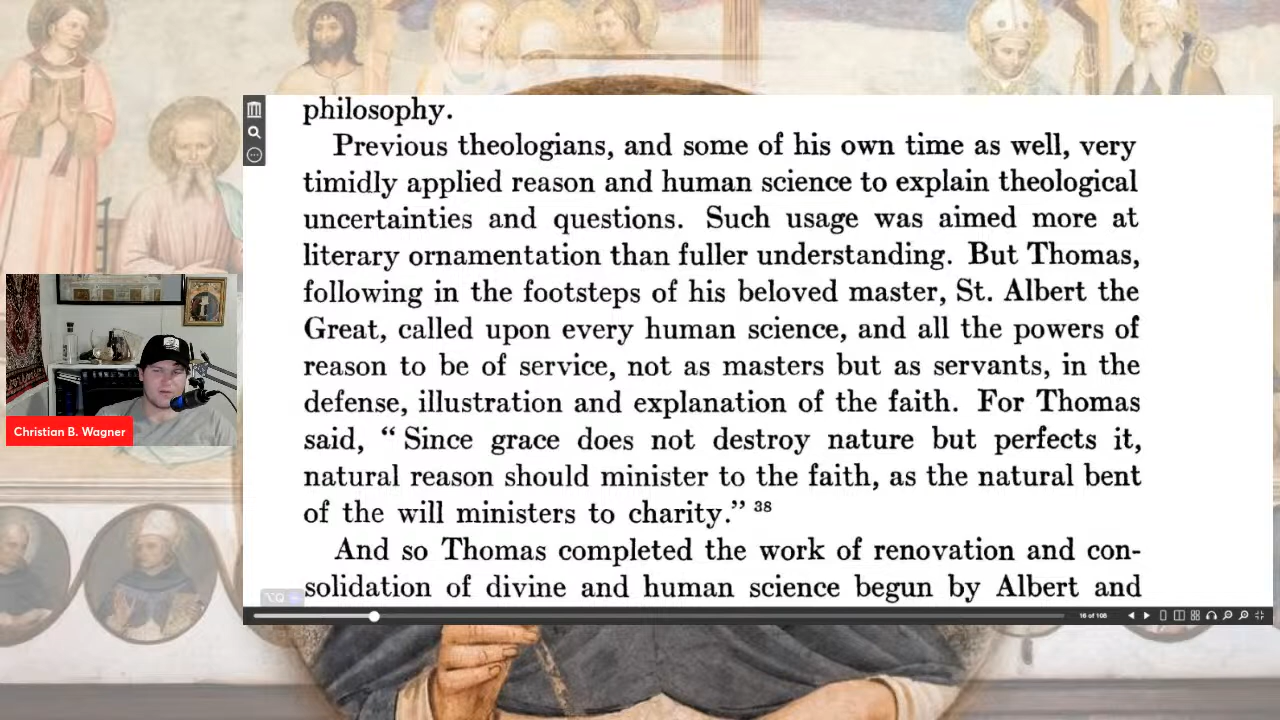 philosophy.
Previous theologians, and some of his own time as well, very
timidly applied reason and human science to explain theological
uncertainties and questions. Such usage was aimed more at
literary ornamentation than fuller understanding. But Thomas,
following in the footsteps of his beloved master, St. Albert the
Great, called upon every human science, and all the powers of
reason to be of service, not as masters but as servants, in the
defense, illustration and explanation of the faith. For Thomas
said, “ Since grace does not destroy nature but perfects it,
natural reason should minister to the faith, as the natural bent
of the will ministers to charity.” 38
And so Thomas completed the work of renovation and con-
solidation of divine and human science begun by Albert and
16 of 108
Christian B. Wagner